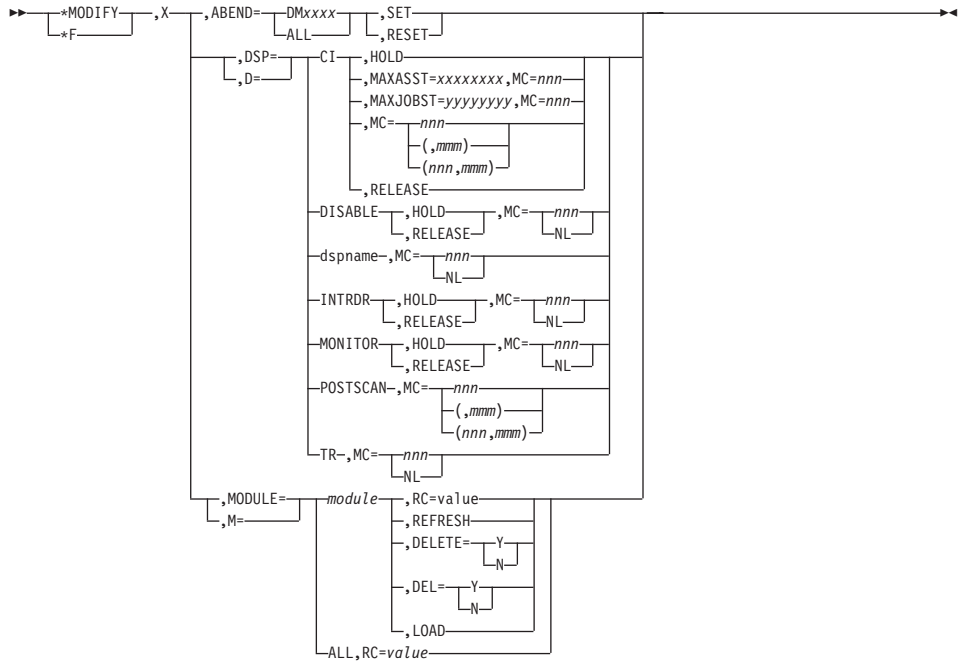 *MODIFY ,X ,ABEND= DMxxxx ,SET
*F ALL ,RESET
,DSP= CI ,HOLD
,D= ,MAXASST=xxxxxxxx,MC=nnn
,MAXJOBST=yyyyyyyy,MC=nnn
,MC= nnn
(,mmm)
(nnn,mmm)
,RELEASE
DISABLE ,HOLD ,MC= nnn
,RELEASE NL
dspname ,MC= nnn
NL
INTRDR ,HOLD ,MC= nnn
,RELEASE NL
MONITOR ,HOLD ,MC= nnn
,RELEASE NL
POSTSCAN ,MC= nnn
(,mmm)
(nnn,mmm)
TR ,MC= nnn
NL
,MODULE= module ,RC=value
,M= ,REFRESH
,DELETE= Y
N
,DEL= Y
N
,LOAD
ALL,RC=value